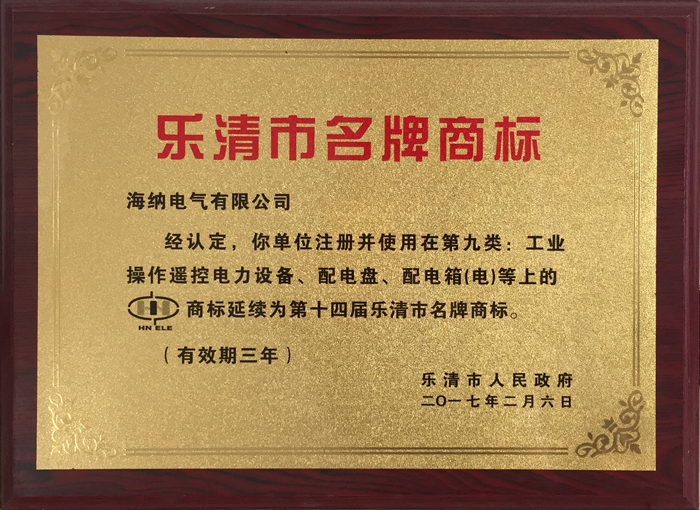 乐清市名牌商标
海纳电气有限公司
经认定，你单位注册并使用在第九类：工业
操作遥控电力设备、配电盘、配电箱(电)等上的
商标延续为第十四届乐清市名牌商标。
HN ELE
（有效期三年）
乐清市人民政府
二〇一七年二月六日